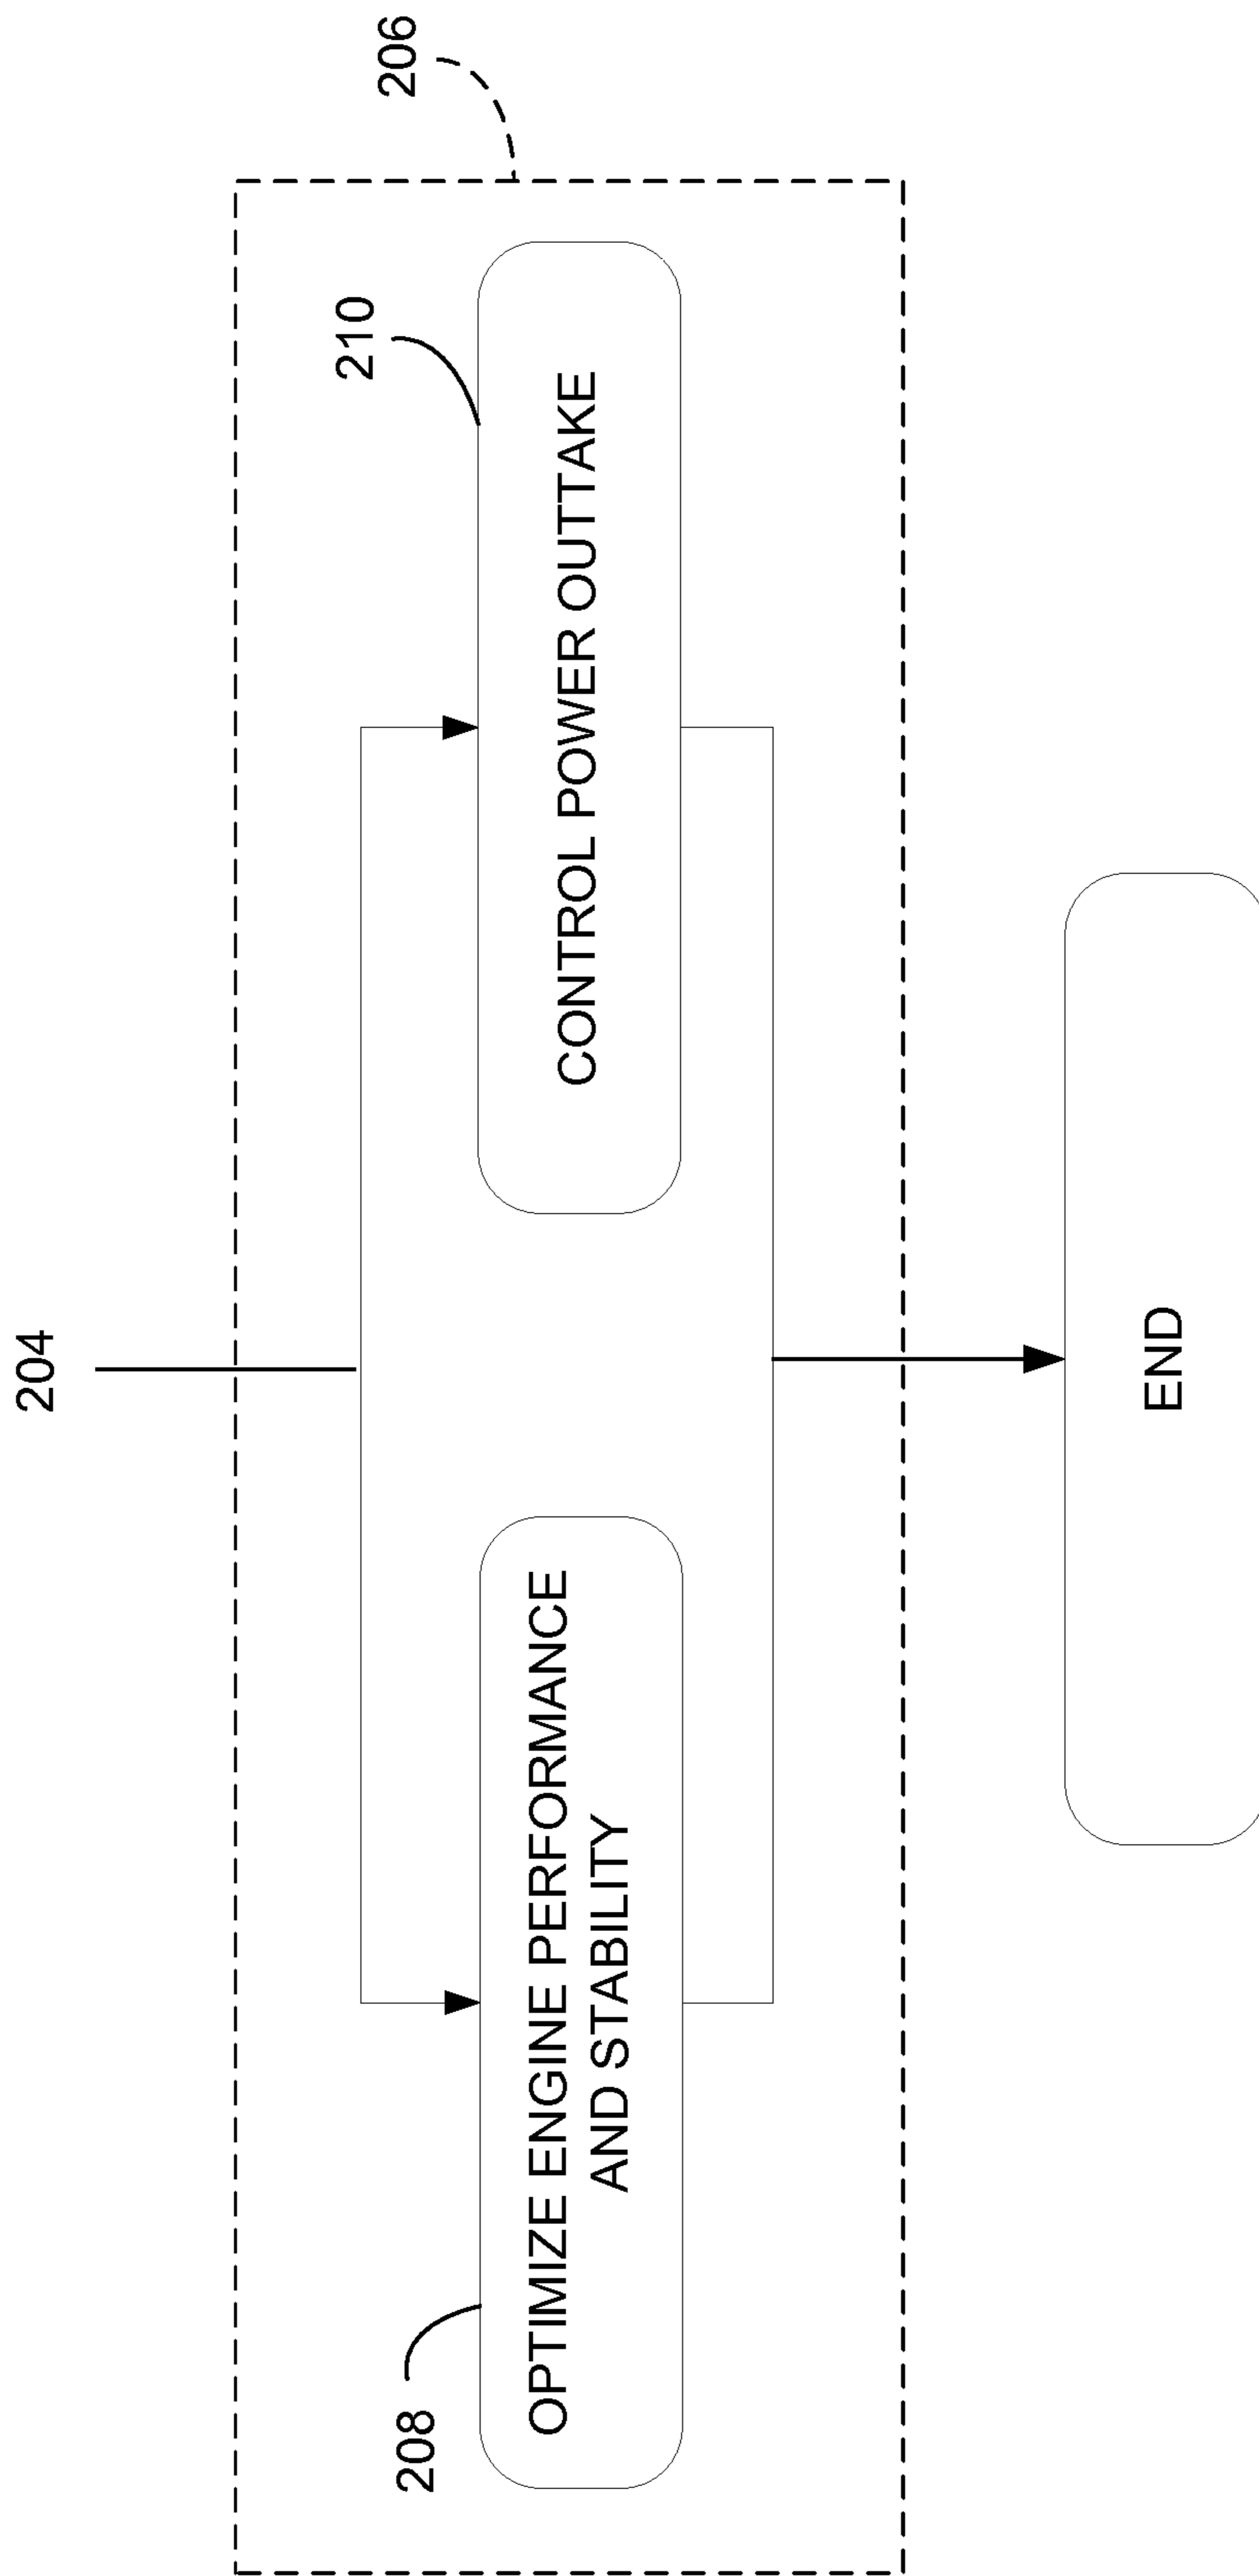 204
206
210
208
OPTIMIZE ENGINE PERFORMANCE
AND STABILITY
CONTROL POWER OUTTAKE
END